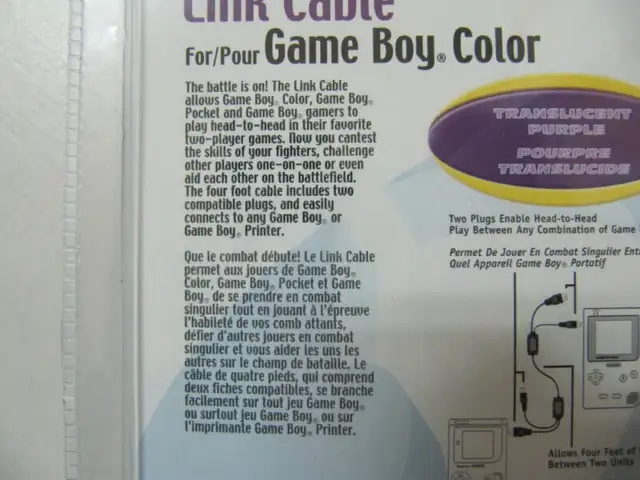 Link Cable
For/Pour Game Boy® Color
The battle is on! The Link Cable
allows Game Boy® Color, Game Boy®
Pocket and Game Boy® gamers to
play head-to-head in their favorite
two-player games. Now you cantest
the skills of your fighters, challenge
other players one-on-one or even
aid each other on the battlefield.
The four foot cable includes two
compatible plugs, and easily
connects to any Game Boy® or
Game Boy® Printer.
Que le combat débute! Le Link Cable
permet aux jouers de Game Boy®
Color, Game Boy® Pocket et Game
Boy® de se prendre en combat
singulier tout en jouant à l'épreuve
l'habileté de vos comb attants,
défier d'autres jouers en combat
singulier et vous aider les uns les
autres sur le champ de bataille. Le
câble de quatre pieds, qui comprend
deux fiches compatibles, se branche
facilement sur tout jeu Game Boy®
ou surtout jeu Game Boy® ou sur
l'imprimante Game Boy® Printer.
TRANSLUCENT
PURPLE
POURPRE
TRANSLUCIDE
Two Plugs Enable Head-to-Head
Play Between Any Combination of Game
Permet De Jouer En Combat Singulier
Quel Appareil Game Boy® Portatif
Allows Four Feet of
Between Two Units